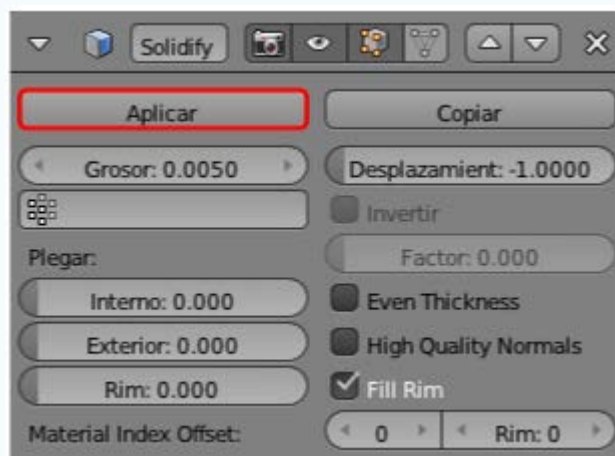 Solidify
Aplicar Copiar
Grosor: 0.0050 Desplazamient: -1.0000
Invertir
Plegar: Factor: 0.000
Interno: 0.000 Even Thickness
Exterior: 0.000 High Quality Normals
Rim: 0.000 Fill Rim
Material Index Offset: 0 Rim: 0